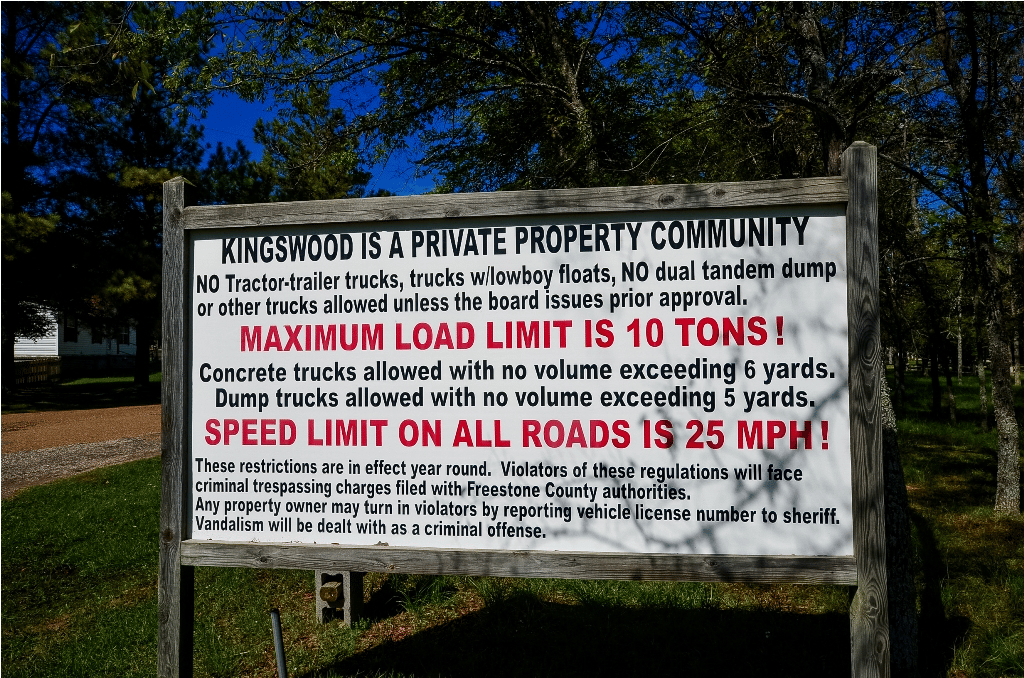 KINGSWOOD IS A PRIVATE PROPERTY COMMUNITY
NO Tractor-trailer trucks, trucks w/lowboy floats, NO dual tandem dump
or other trucks allowed unless the board issues prior approval.
MAXIMUM LOAD LIMIT IS 10 TONS!
Concrete trucks allowed with no volume exceeding 6 yards.
Dump trucks allowed with no volume exceeding 5 yards.
SPEED LIMIT ON ALL ROADS IS 25 MPH!
These restrictions are in effect year round. Violators of these regulations will face
criminal trespassing charges filed with Freestone County authorities.
Any property owner may turn in violators by reporting vehicle license number to sheriff.
Vandalism will be dealt with as a criminal offense.